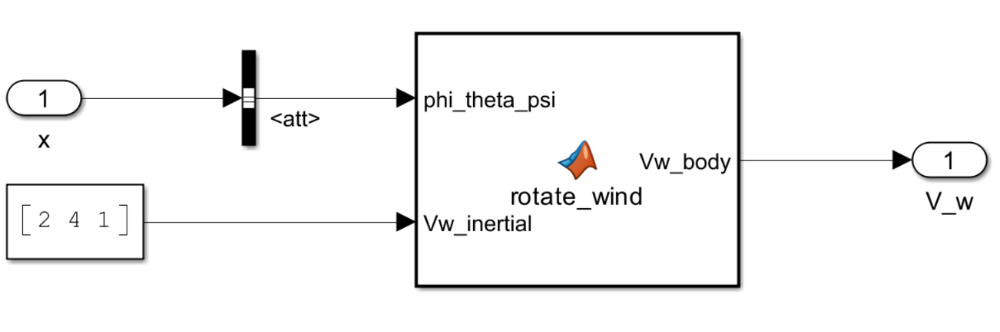 1
x
<att>
[ 2 4 1 ]
phi_theta_psi
Vw_inertial
rotate_wind
Vw_body
1
V_w